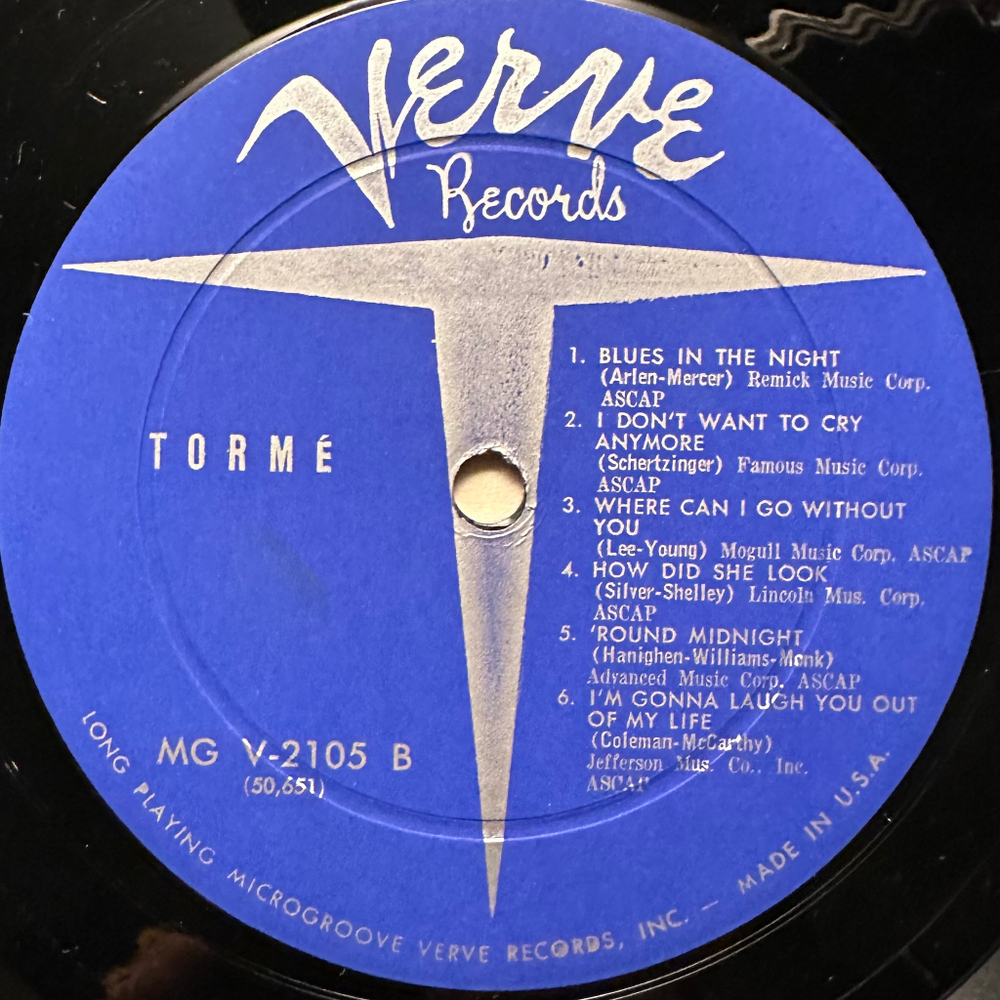 Verve
Records
TORMÉ
1. BLUES IN THE NIGHT
(Arlen-Mercer) Remick Music Corp.
ASCAP
2. I DON'T WANT TO CRY
ANYMORE
(Schertzinger) Famous Music Corp.
ASCAP
3. WHERE CAN I GO WITHOUT
YOU
(Lee-Young) Mogull Music Corp. ASCAP
4. HOW DID SHE LOOK
(Silver-Shelley) Lincoln Mus. Corp.
ASCAP
5. 'ROUND MIDNIGHT
(Hanighen-Williams-Monk)
Advanced Music Corp. ASCAP
6. I'M GONNA LAUGH YOU OUT
OF MY LIFE
(Coleman-McCarthy)
Jefferson Mus. Co., Inc.
ASCAP
MG V-2105 B
(50,651)
LONG PLAYING MICROGROOVE VERVE RECORDS, INC. — MADE IN U.S.A.